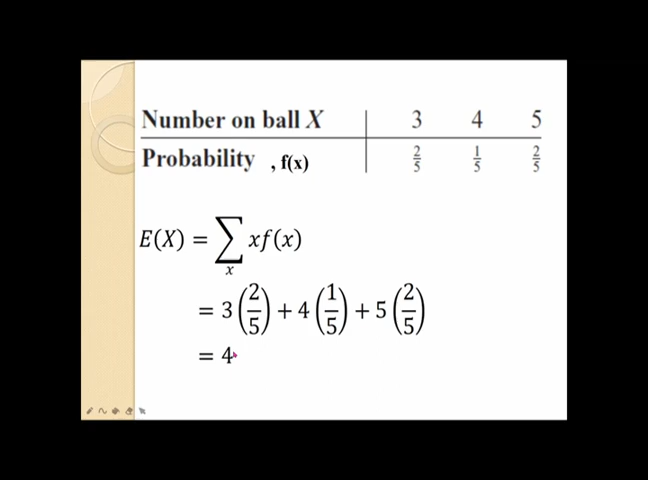 Number on ball X 3 4 5
Probability , f(x) 2/5 1/5 2/5
E(X) = ∑ₓ xf(x)
= 3 (2/5) + 4 (1/5) + 5 (2/5)
= 4